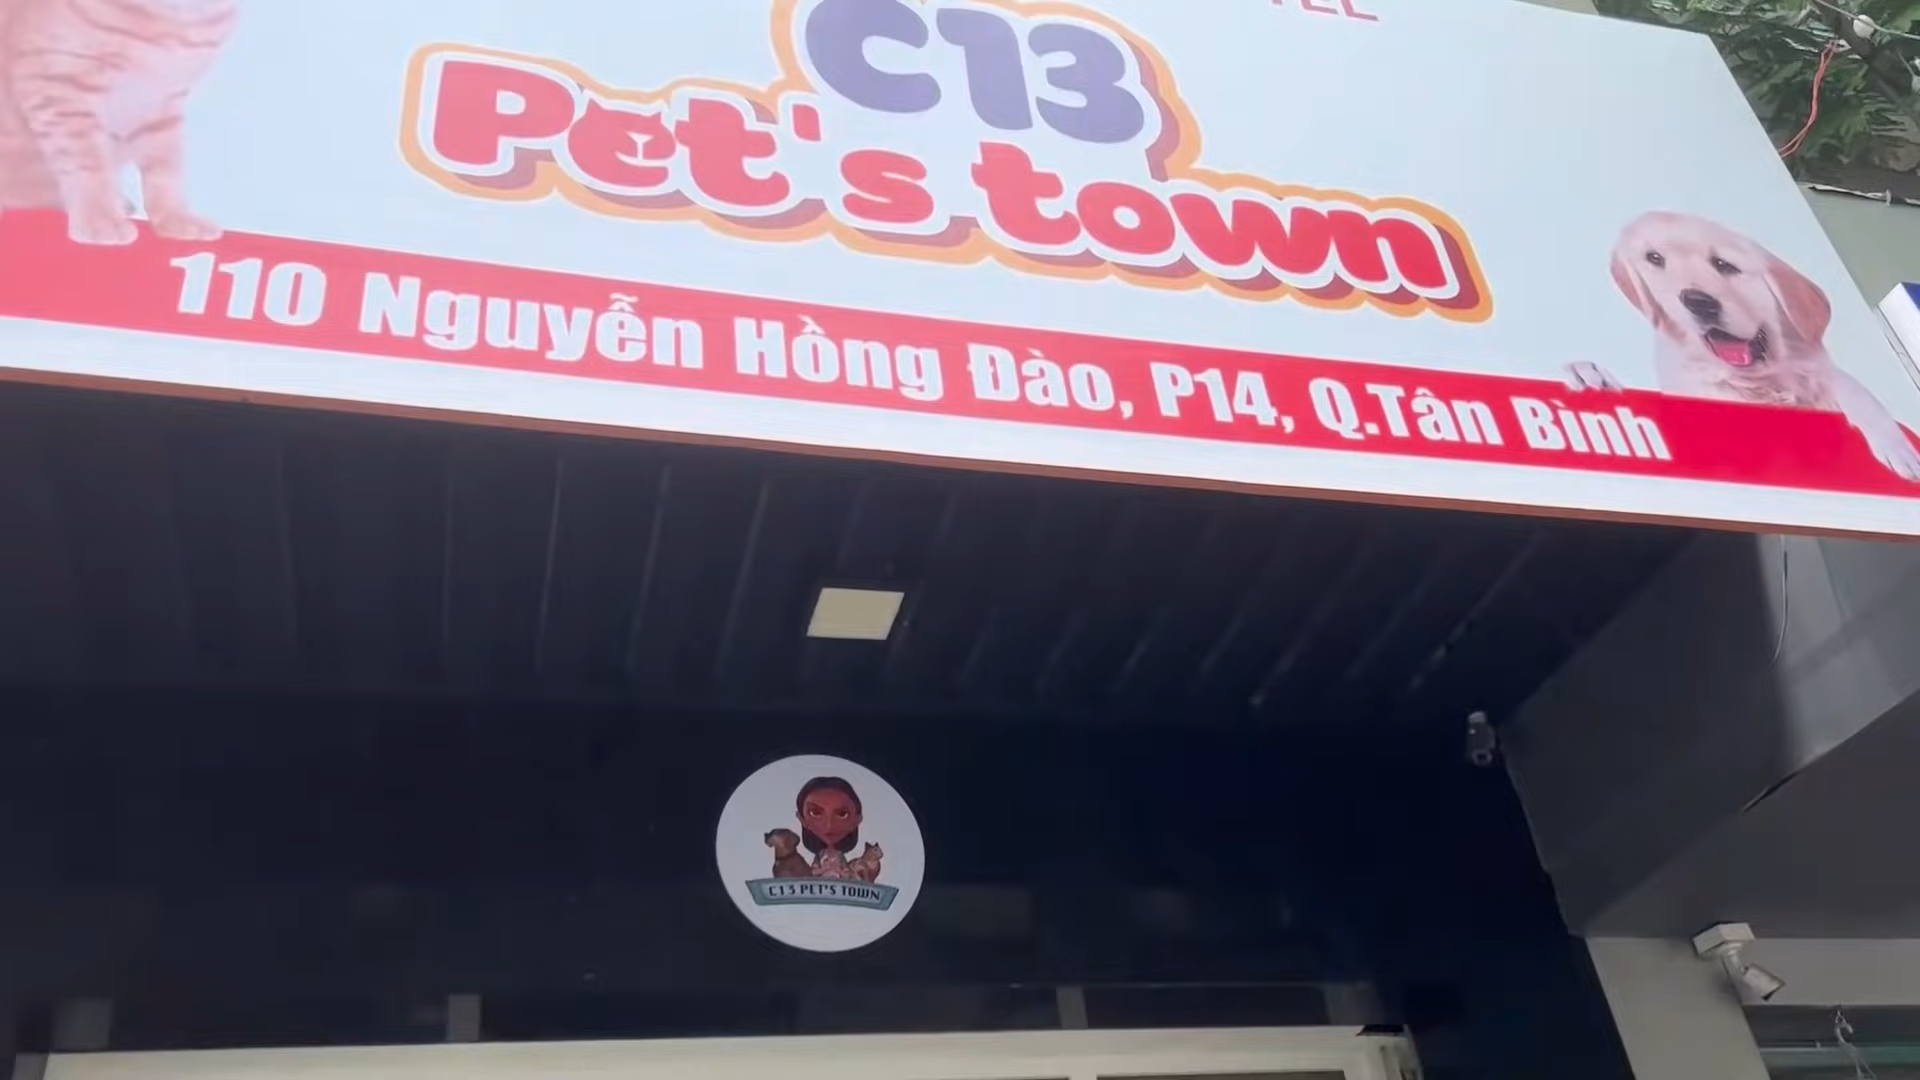 C13
Pet's town
110 Nguyễn Hồng Đào, P14, Q.Tân Bình
C13 PET'S TOWN